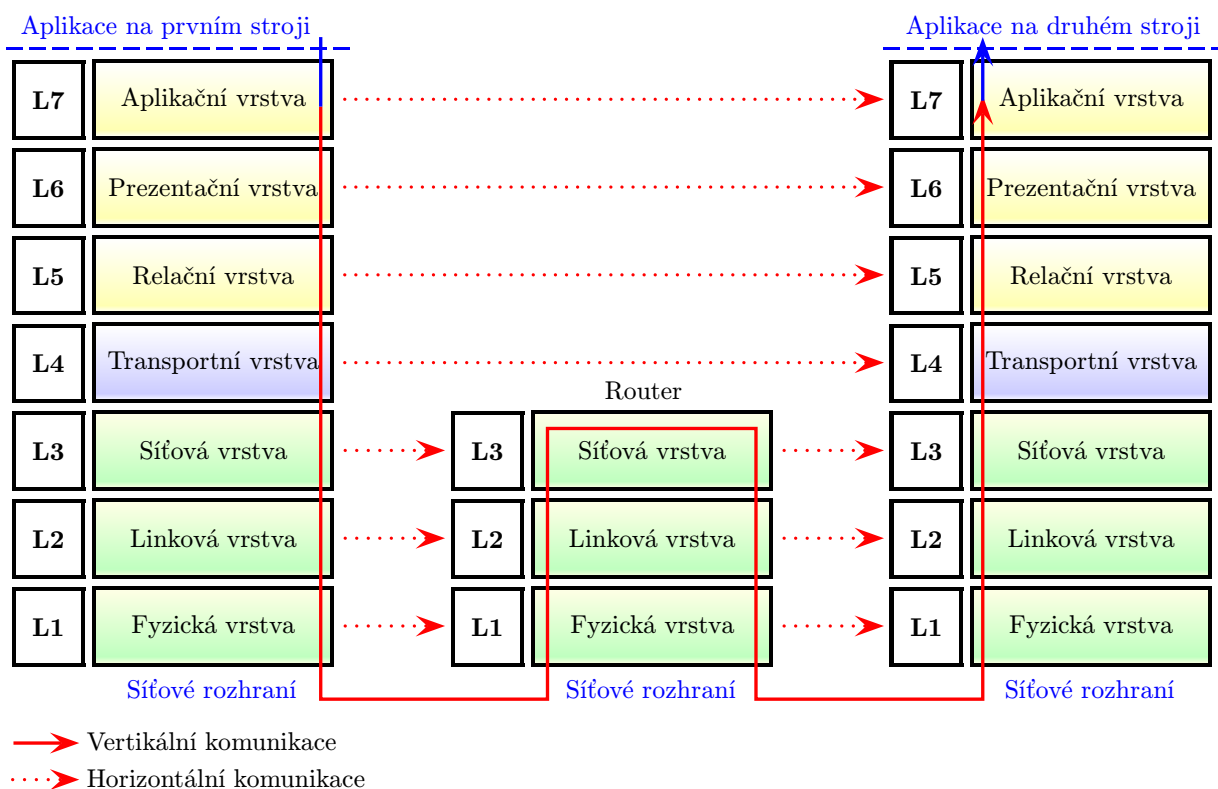 Aplikace na prvním stroji
Aplikace na druhém stroji
L7 Aplikační vrstva L7 Aplikační vrstva
L6 Prezentační vrstva L6 Prezentační vrstva
L5 Relační vrstva L5 Relační vrstva
L4 Transportní vrstva L4 Transportní vrstva
Router
L3 Síťová vrstva L3 Síťová vrstva L3 Síťová vrstva
L2 Linková vrstva L2 Linková vrstva L2 Linková vrstva
L1 Fyzická vrstva L1 Fyzická vrstva L1 Fyzická vrstva
Síťové rozhraní Síťové rozhraní Síťové rozhraní
Vertikální komunikace
Horizontální komunikace